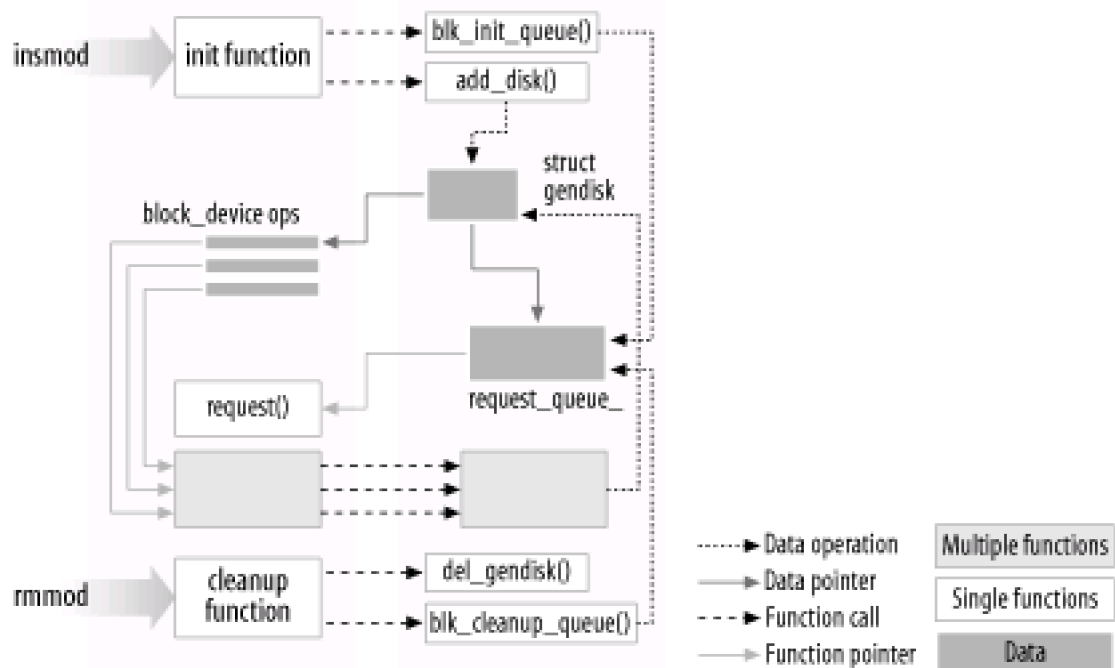 insmod
init function
blk_init_queue()
add_disk()
struct
gendisk
block_device ops
request_queue_
request()
rmmod
cleanup
function
del_gendisk()
blk_cleanup_queue()
Data operation
Data pointer
Function call
Function pointer
Multiple functions
Single functions
Data